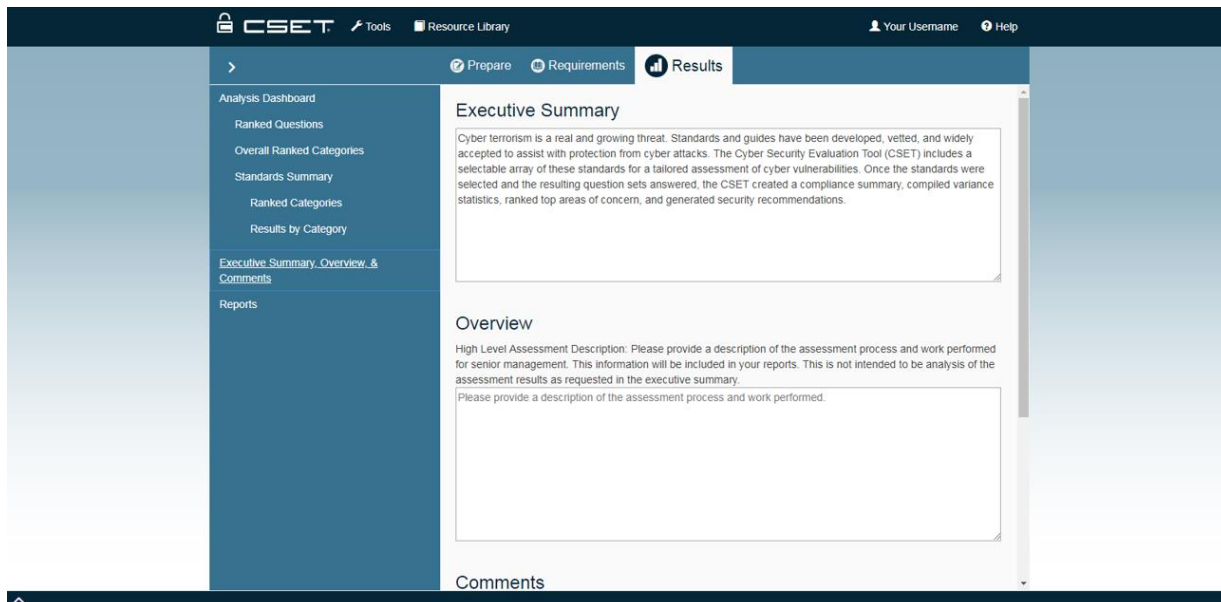 CSET Tools Resource Library Your Username Help
Prepare Requirements Results
Analysis Dashboard
Ranked Questions
Overall Ranked Categories
Standards Summary
Ranked Categories
Results by Category
Executive Summary, Overview, &
Comments
Reports
Executive Summary
Cyber terrorism is a real and growing threat. Standards and guides have been developed, vetted, and widely
accepted to assist with protection from cyber attacks. The Cyber Security Evaluation Tool (CSET) includes a
selectable array of these standards for a tailored assessment of cyber vulnerabilities. Once the standards were
selected and the resulting question sets answered, the CSET created a compliance summary, compiled variance
statistics, ranked top areas of concern, and generated security recommendations.
Overview
High Level Assessment Description: Please provide a description of the assessment process and work performed
for senior management. This information will be included in your reports. This is not intended to be analysis of the
assessment results as requested in the executive summary.
Please provide a description of the assessment process and work performed.
Comments